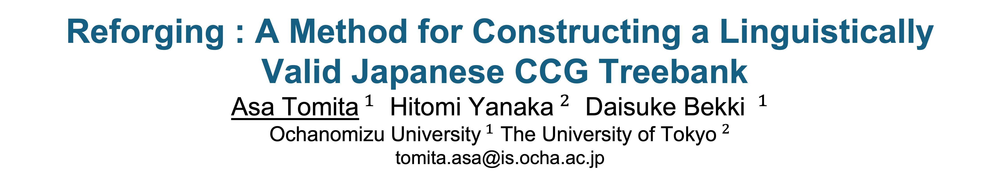 Reforging : A Method for Constructing a Linguistically
Valid Japanese CCG Treebank
Asa Tomita 1 Hitomi Yanaka 2 Daisuke Bekki 1
Ochanomizu University 1 The University of Tokyo 2
tomita.asa@is.ocha.ac.jp